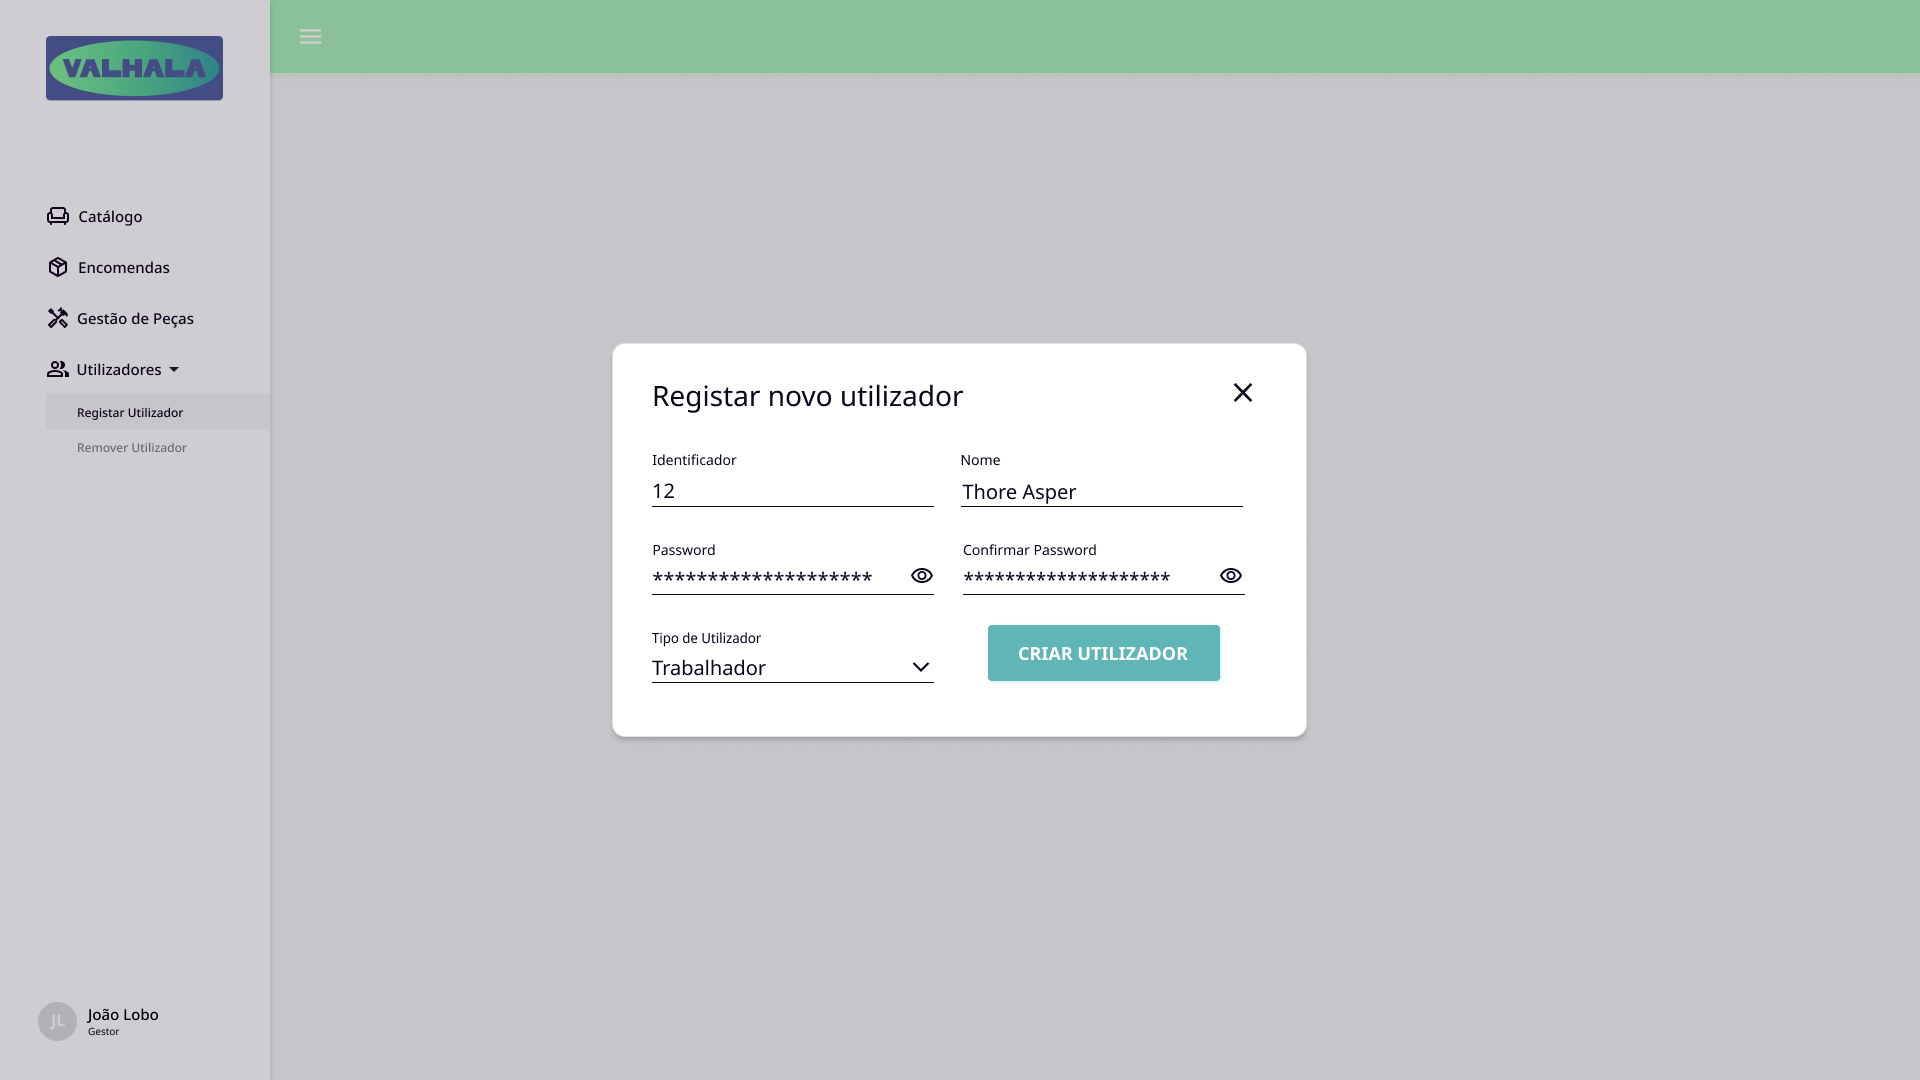 VALHALA
Catálogo
Encomendas
Gestão de Peças
Utilizadores
Registar Utilizador
Remover Utilizador
JL
João Lobo
Gestor
Registar novo utilizador
Identificador
12
Nome
Thore Asper
Password
********************
Confirmar Password
********************
Tipo de Utilizador
Trabalhador
CRIAR UTILIZADOR